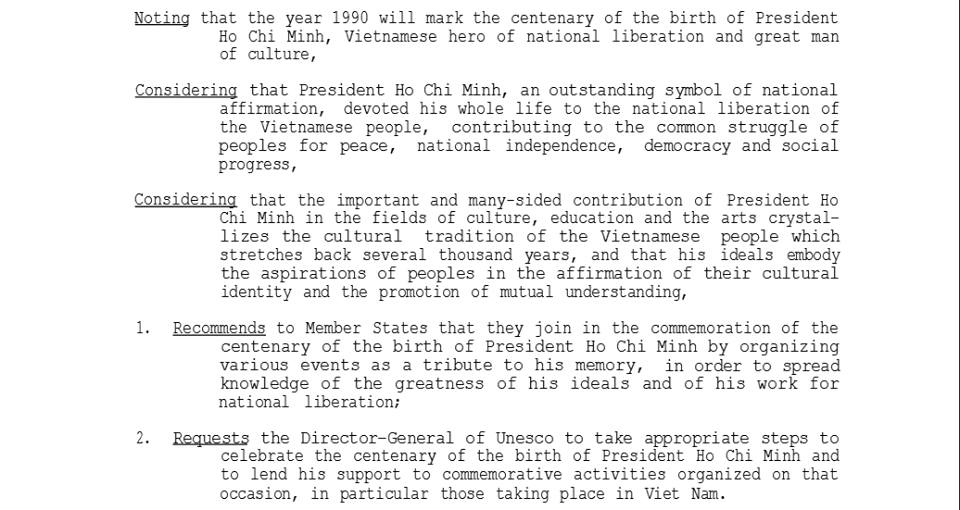 Noting that the year 1990 will mark the centenary of the birth of President
Ho Chi Minh, Vietnamese hero of national liberation and great man
of culture,
Considering that President Ho Chi Minh, an outstanding symbol of national
affirmation, devoted his whole life to the national liberation of
the Vietnamese people, contributing to the common struggle of
peoples for peace, national independence, democracy and social
progress,
Considering that the important and many-sided contribution of President Ho
Chi Minh in the fields of culture, education and the arts crystal-
lizes the cultural tradition of the Vietnamese people which
stretches back several thousand years, and that his ideals embody
the aspirations of peoples in the affirmation of their cultural
identity and the promotion of mutual understanding,
1. Recommends to Member States that they join in the commemoration of the
centenary of the birth of President Ho Chi Minh by organizing
various events as a tribute to his memory, in order to spread
knowledge of the greatness of his ideals and of his work for
national liberation;
2. Requests the Director-General of Unesco to take appropriate steps to
celebrate the centenary of the birth of President Ho Chi Minh and
to lend his support to commemorative activities organized on that
occasion, in particular those taking place in Viet Nam.